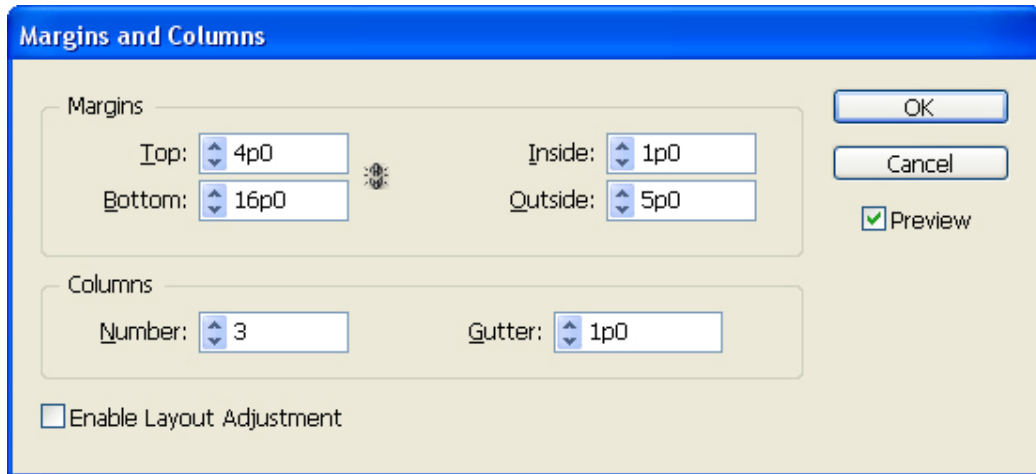 Margins and Columns
Margins
Top: 4p0
Inside: 1p0
Bottom: 16p0
Outside: 5p0
OK
Cancel
Preview
Columns
Number: 3
Gutter: 1p0
Enable Layout Adjustment